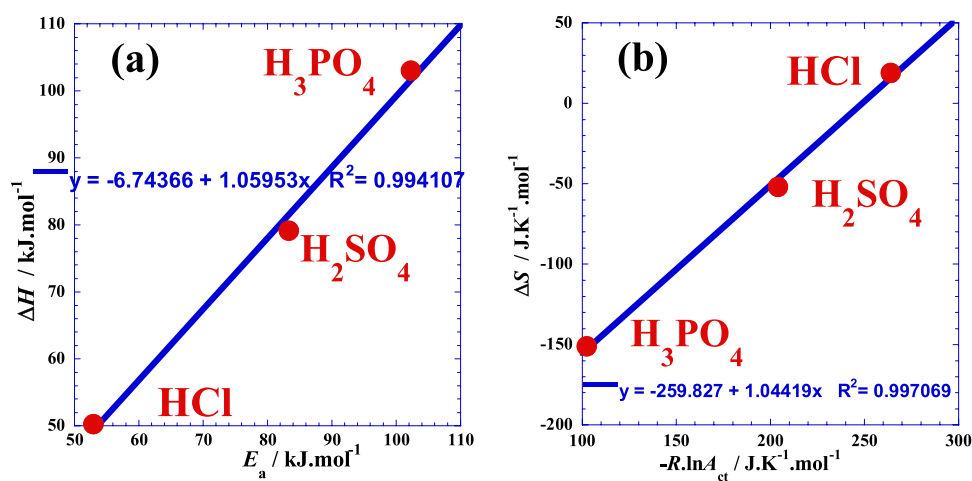 (a)
H3PO4
y = -6.74366 + 1.05953x R2= 0.994107
H2SO4
HCl
ΔH / kJ.mol-1
110
100
90
80
70
60
50
50 60 70 80 90 100 110
Ea / kJ.mol-1
(b)
HCl
H2SO4
H3PO4
y = -259.827 + 1.04419x R2= 0.997069
ΔS / J.K-1.mol-1
50
0
-50
-100
-150
-200
100 150 200 250 300
-R.lnAct / J.K-1.mol-1